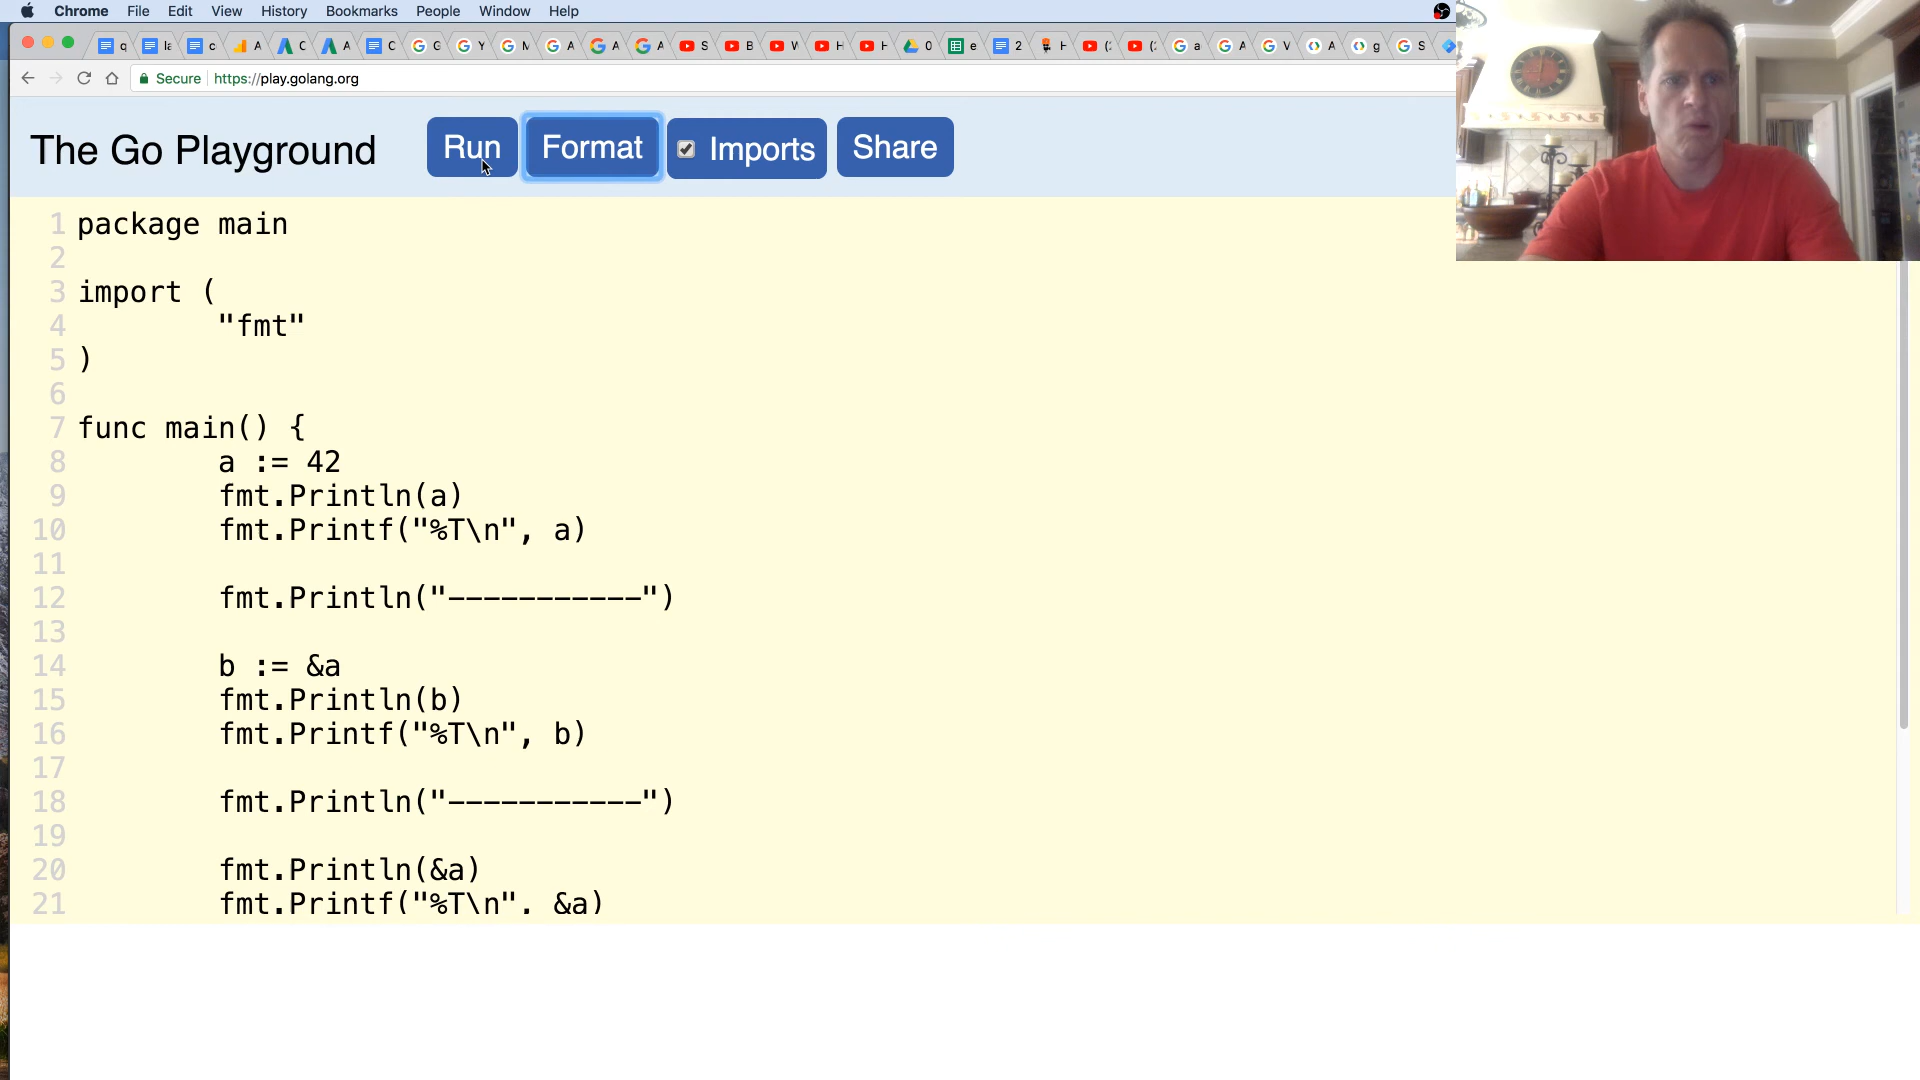 Chrome File Edit View History Bookmarks People Window Help
q l c A C A C G Y M A A A S B W H H 0 e 2 H (: (: a A V A g S
Secure https://play.golang.org
The Go Playground Run Format Imports Share
1 package main
2
3 import (
4 "fmt"
5 )
6
7 func main() {
8 a := 42
9 fmt.Println(a)
10 fmt.Printf("%T\n", a)
11
12 fmt.Println("-----------")
13
14 b := &a
15 fmt.Println(b)
16 fmt.Printf("%T\n", b)
17
18 fmt.Println("-----------")
19
20 fmt.Println(&a)
21 fmt.Printf("%T\n", &a)